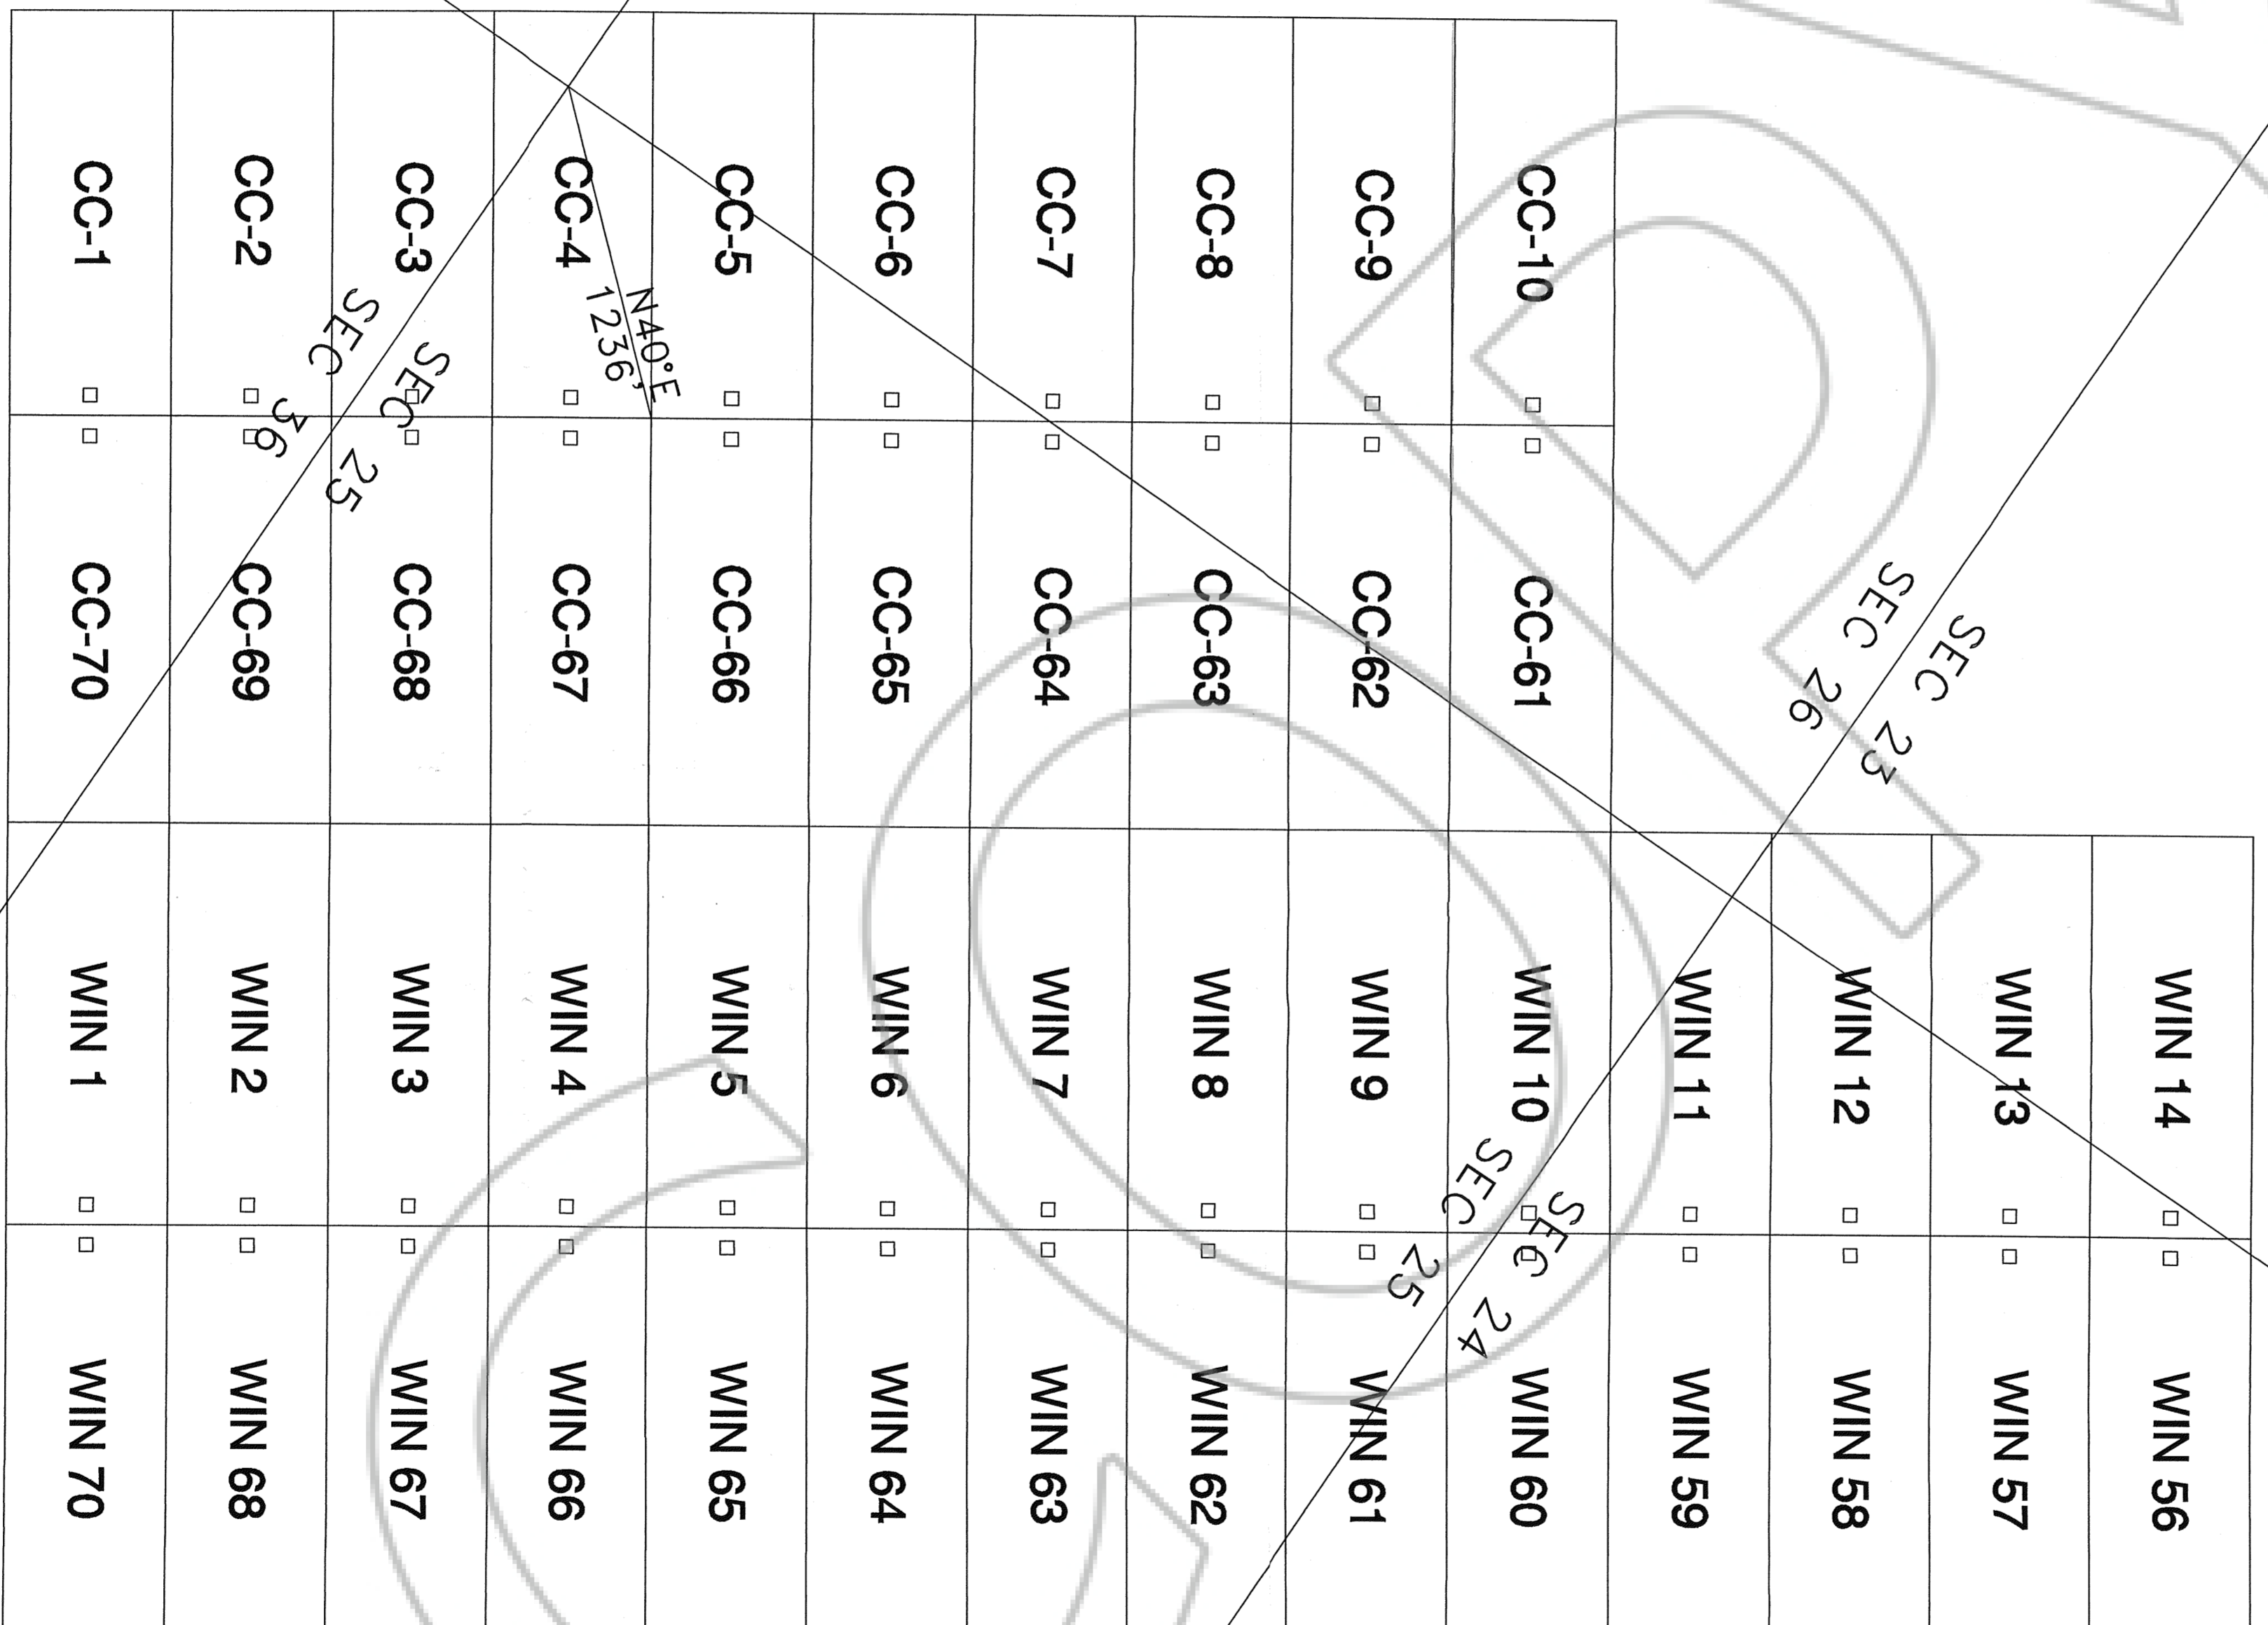 CC-1
CC-2
CC-3
CC-4
CC-5
CC-6
CC-7
CC-8
CC-9
CC-10
N40°E
1236'
SEC 36
SEC 25
CC-70
CC-69
CC-68
CC-67
CC-66
CC-65
CC-64
CC-63
CC-62
CC-61
SEC 26
SEC 23
WIN 1
WIN 2
WIN 3
WIN 4
WIN 5
WIN 6
WIN 7
WIN 8
WIN 9
WIN 10
WIN 11
WIN 12
WIN 13
WIN 14
SEC 25
SEC 24
WIN 70
WIN 68
WIN 67
WIN 66
WIN 65
WIN 64
WIN 63
WIN 62
WIN 61
WIN 60
WIN 59
WIN 58
WIN 57
WIN 56